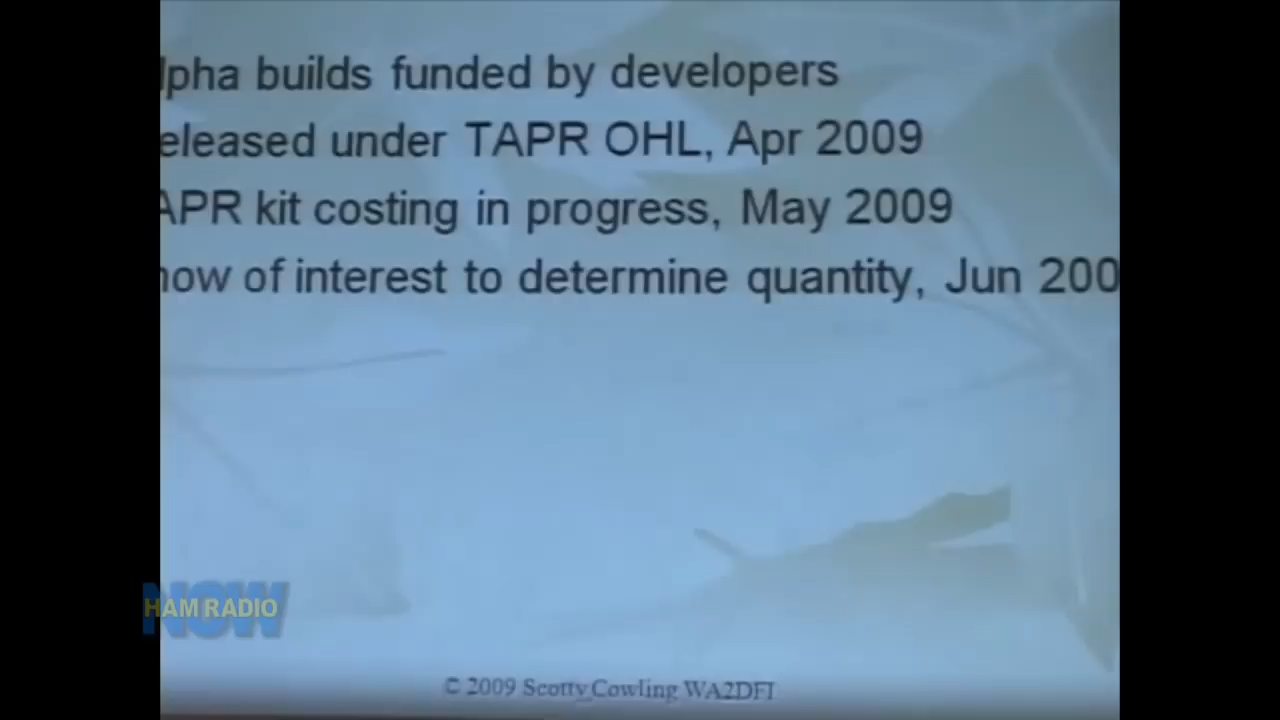 lpha builds funded by developers
eleased under TAPR OHL, Apr 2009
APR kit costing in progress, May 2009
now of interest to determine quantity, Jun 200
HAM RADIO
NOW
© 2009 Scotty Cowling WA2DFI